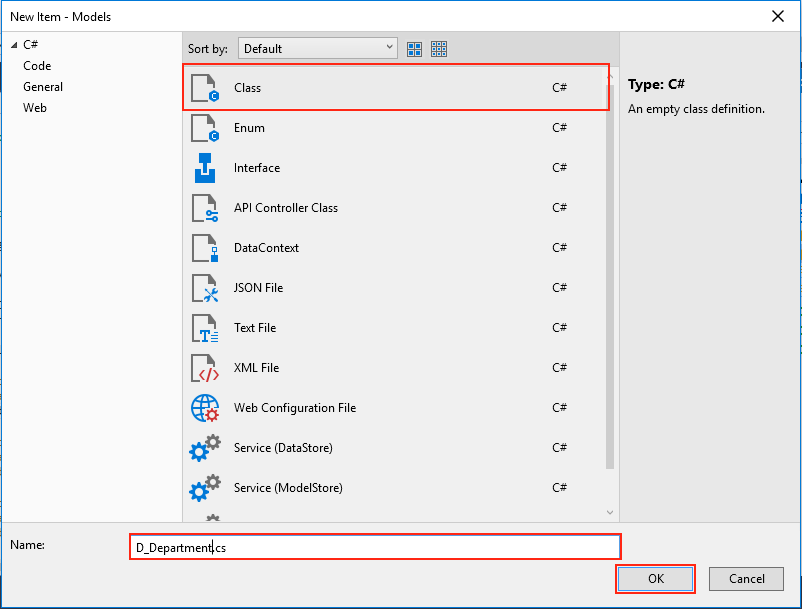 New Item - Models
C#
Code
General
Web
Sort by: Default
Class C#
Enum C#
Interface C#
API Controller Class C#
DataContext C#
JSON File C#
Text File C#
XML File C#
Web Configuration File C#
Service (DataStore) C#
Service (ModelStore) C#
Type: C#
An empty class definition.
Name: D_Department.cs
OK Cancel